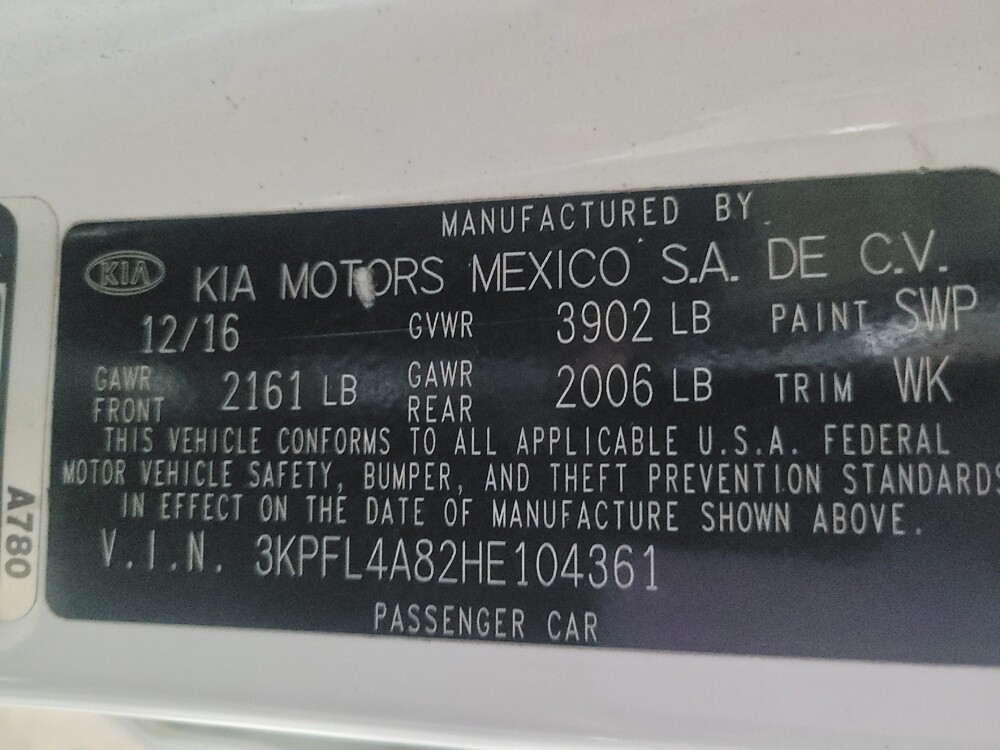 MANUFACTURED BY
KIA
KIA MOTORS MEXICO S.A. DE C.V.
12/16 GVWR 3902 LB PAINT SWP
GAWR FRONT 2161 LB GAWR REAR 2006 LB TRIM WK
THIS VEHICLE CONFORMS TO ALL APPLICABLE U.S.A. FEDERAL
MOTOR VEHICLE SAFETY, BUMPER, AND THEFT PREVENTION STANDARDS
IN EFFECT ON THE DATE OF MANUFACTURE SHOWN ABOVE.
V.I.N. 3KPFL4A82HE104361
PASSENGER CAR
A780